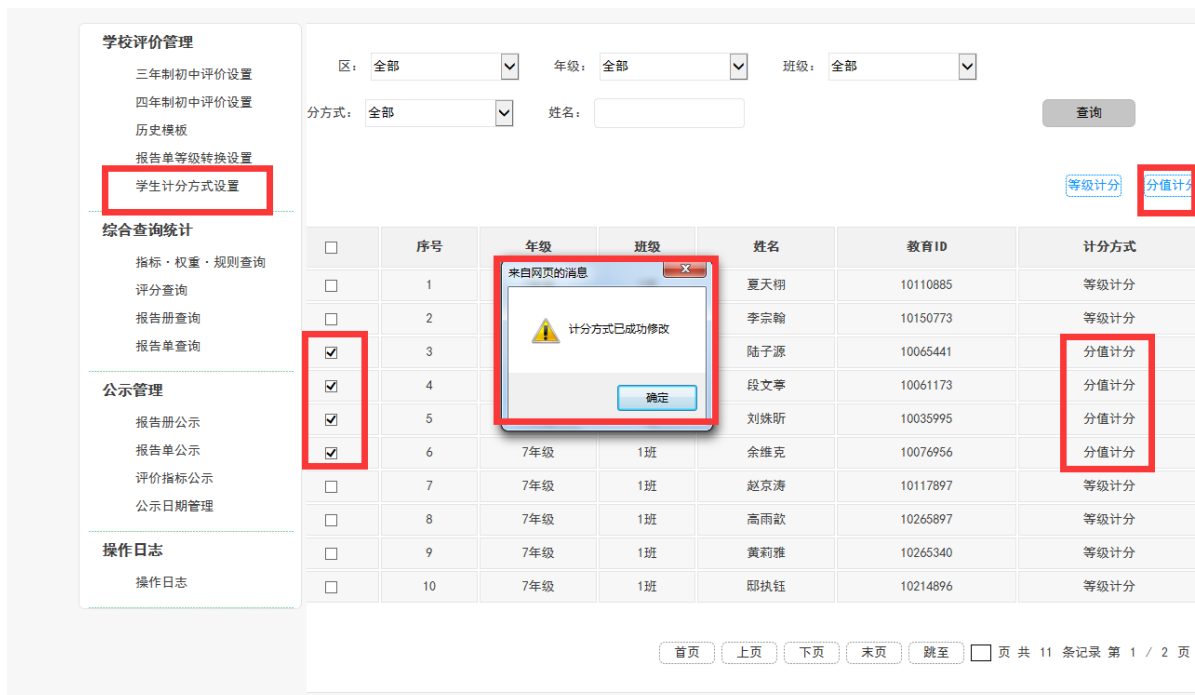 学校评价管理
三年制初中评价设置
四年制初中评价设置
历史模板
报告单等级转换设置
学生计分方式设置
综合查询统计
指标·权重·规则查询
评分查询
报告册查询
报告单查询
公示管理
报告册公示
报告单公示
评价指标公示
公示日期管理
操作日志
操作日志
区： 全部 年级： 全部 班级： 全部
分方式： 全部 姓名： 查询
等级计分 分值计分
序号 年级 班级 姓名 教育ID 计分方式
1 夏天栩 10110885 等级计分
2 李宗翰 10150773 等级计分
3 陆子源 10065441 分值计分
4 段文葶 10061173 分值计分
5 刘姝昕 10035995 分值计分
6 7年级 1班 余维克 10076956 分值计分
7 7年级 1班 赵京涛 10117897 等级计分
8 7年级 1班 高雨歆 10265897 等级计分
9 7年级 1班 黄莉雅 10265340 等级计分
10 7年级 1班 邸执钰 10214896 等级计分
来自网页的消息
计分方式已成功修改
确定
首页 上页 下页 末页 跳至 页 共 11 条记录 第 1 / 2 页